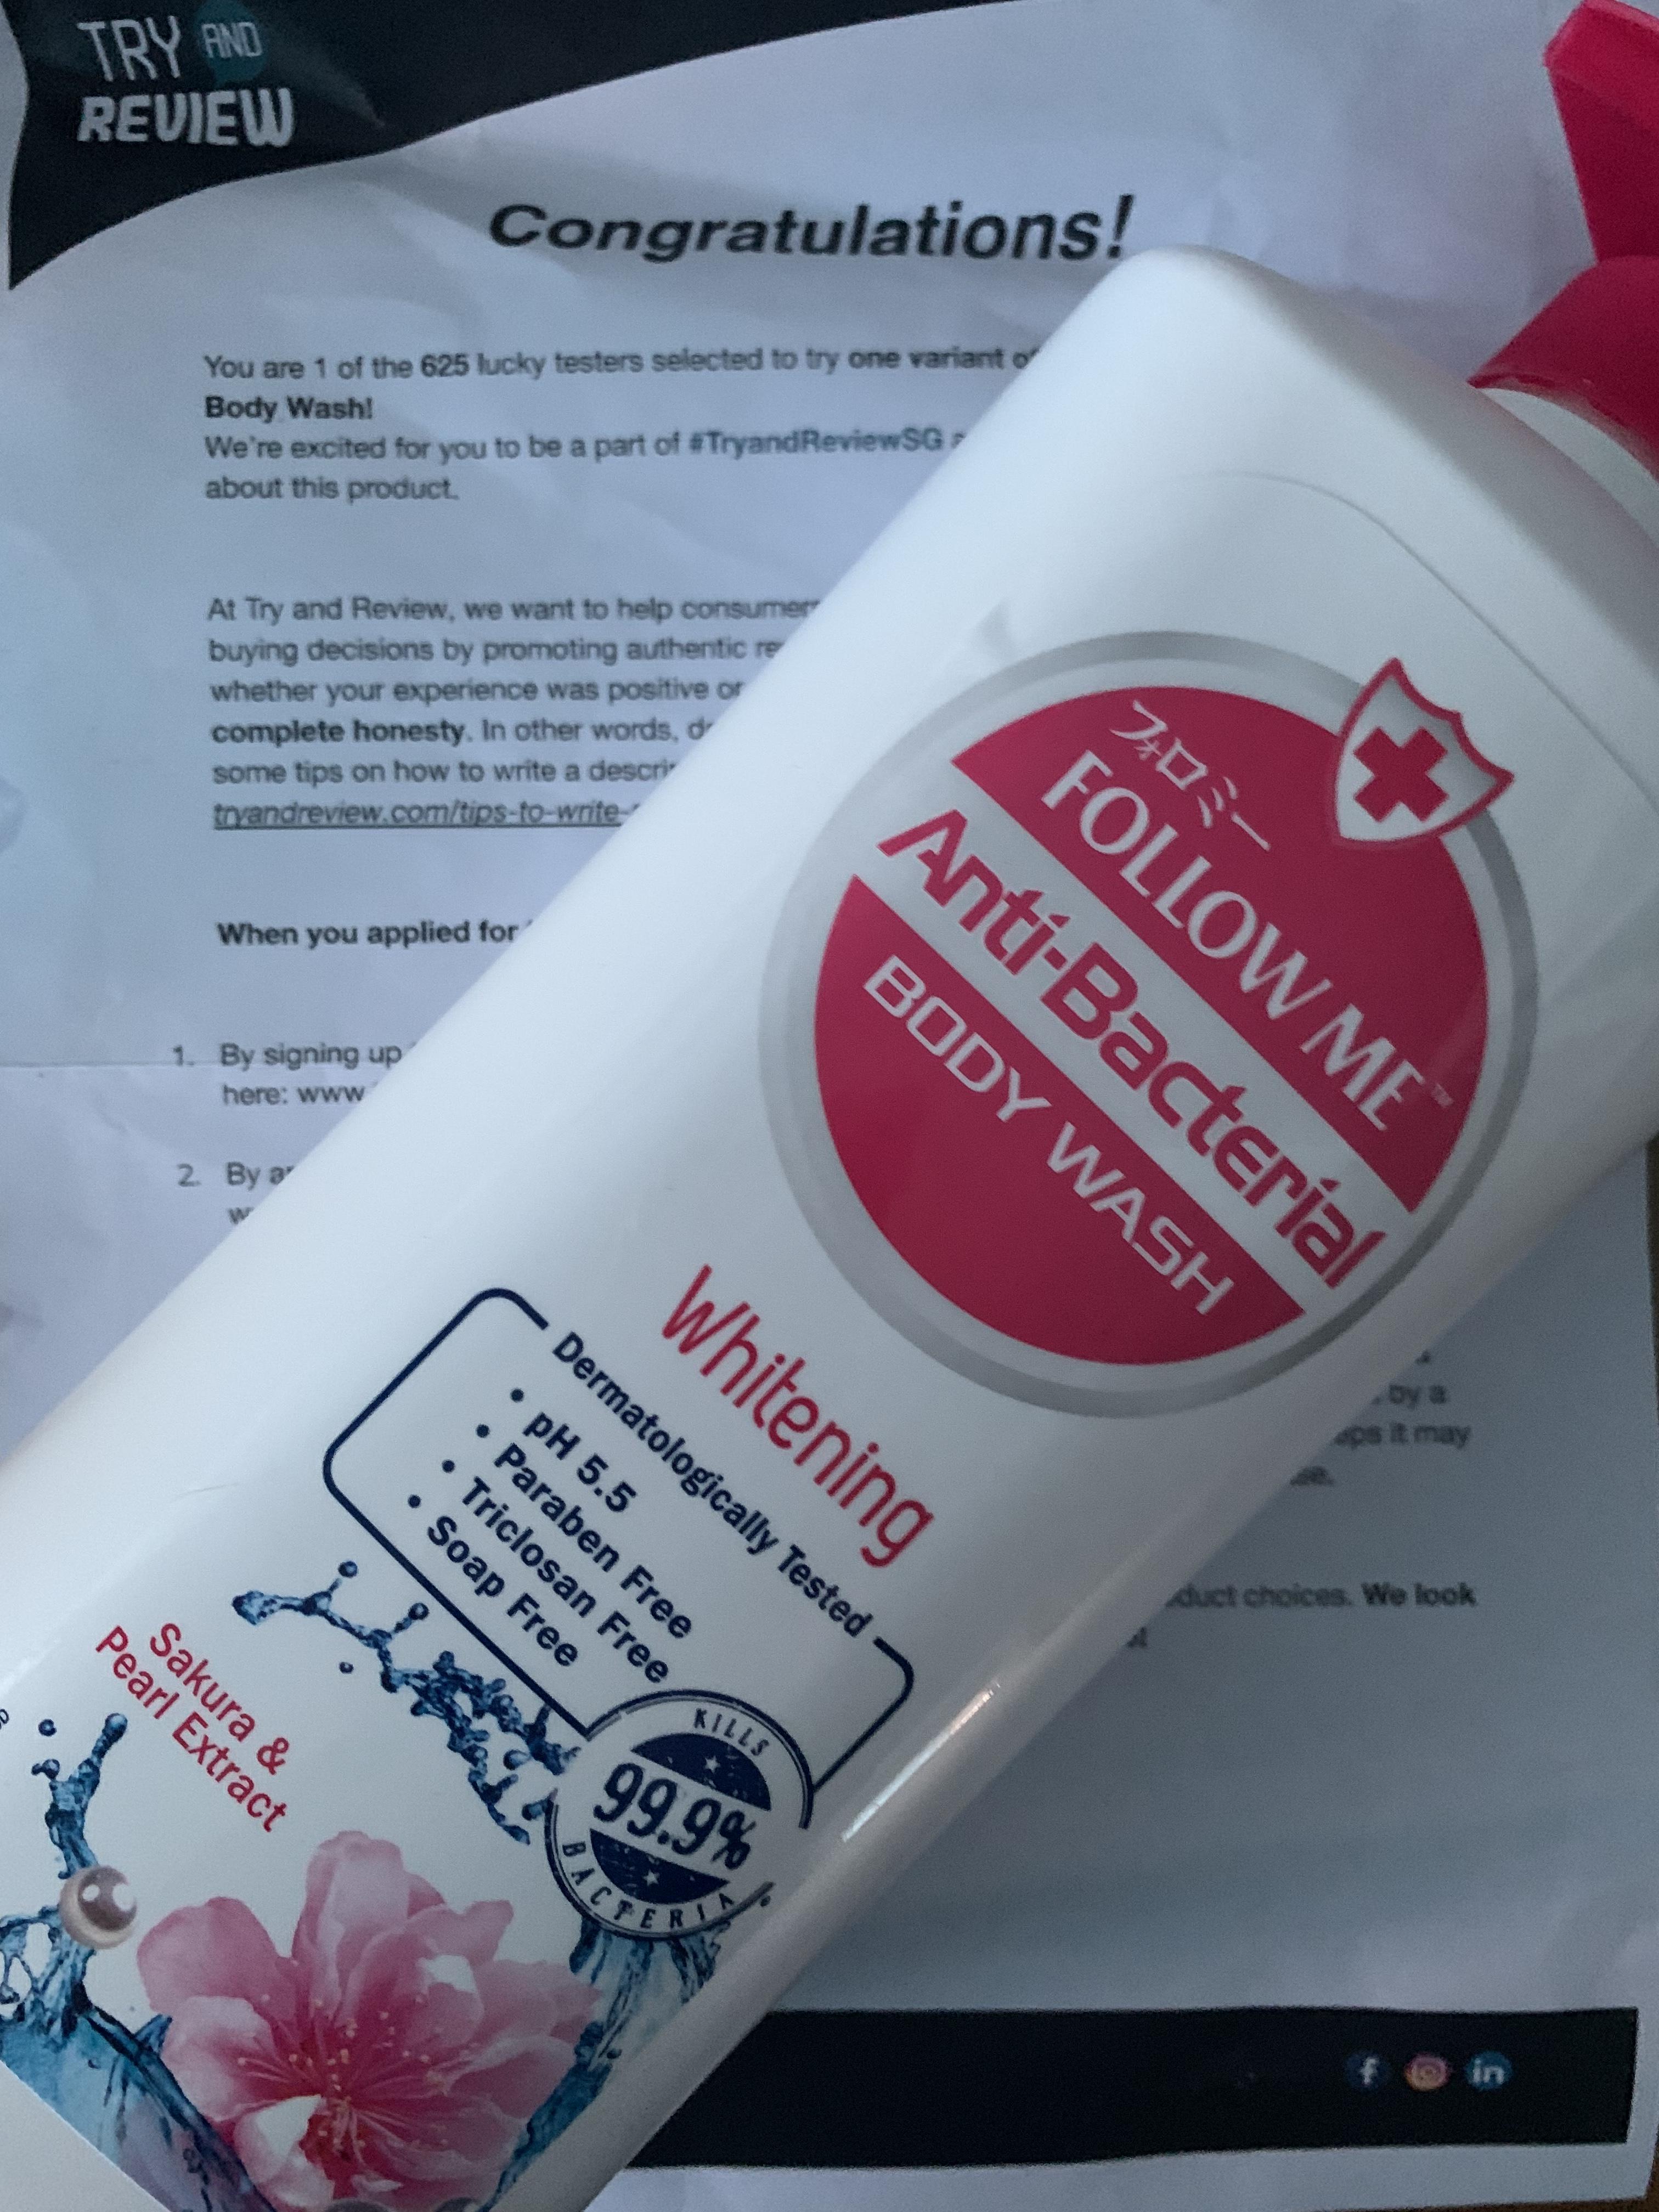 TRY AND
REVIEW
Congratulations!
You are 1 of the 625 lucky testers selected to try one variant of
Body Wash!
We're excited for you to be a part of #TryandReviewSG
about this product.
At Try and Review, we want to help consumers
buying decisions by promoting authentic
whether your experience was positive or
complete honesty. In other words,
some tips on how to write a
tryandreview.com/tips-to-write-
When you applied for
1. By signing up
here: www
2. By
by a
it may
product choices. We look
フォロミー
FOLLOW ME™
Anti-Bacterial
BODY WASH
Whitening
Dermatologically Tested
• pH 5.5
• Paraben Free
• Triclosan Free
• Soap Free
KILLS
99.9%
BACTERIA
Sakura &
Pearl Extract
f in